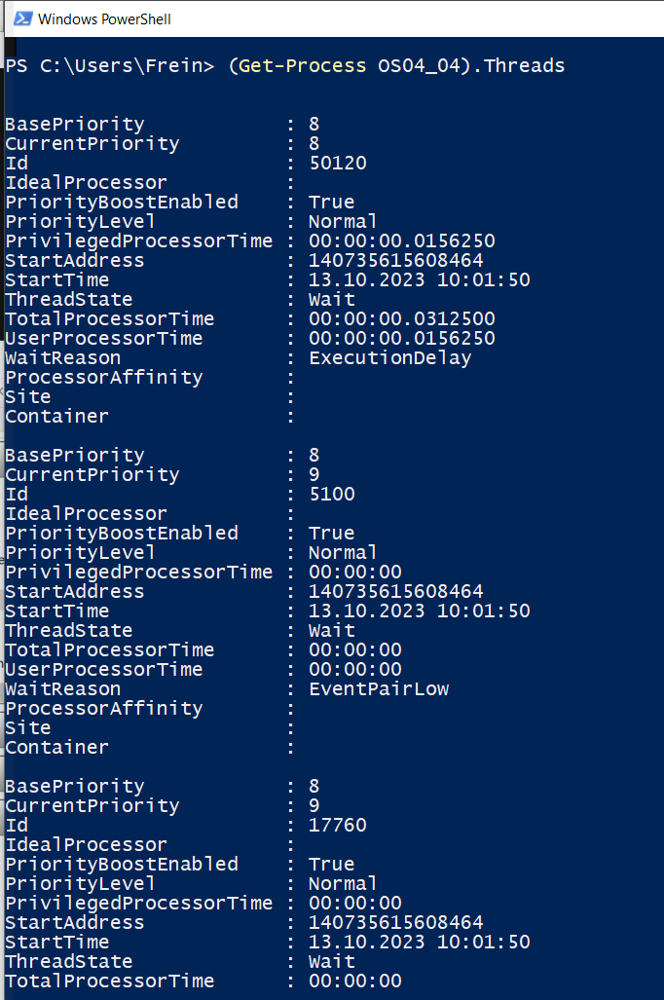 Windows PowerShell
PS C:\Users\Frein> (Get-Process OS04_04).Threads
BasePriority : 8
CurrentPriority : 8
Id : 50120
IdealProcessor :
PriorityBoostEnabled : True
PriorityLevel : Normal
PrivilegedProcessorTime : 00:00:00.0156250
StartAddress : 140735615608464
StartTime : 13.10.2023 10:01:50
ThreadState : Wait
TotalProcessorTime : 00:00:00.0312500
UserProcessorTime : 00:00:00.0156250
WaitReason : ExecutionDelay
ProcessorAffinity :
Site :
Container :
BasePriority : 8
CurrentPriority : 9
Id : 5100
IdealProcessor :
PriorityBoostEnabled : True
PriorityLevel : Normal
PrivilegedProcessorTime : 00:00:00
StartAddress : 140735615608464
StartTime : 13.10.2023 10:01:50
ThreadState : Wait
TotalProcessorTime : 00:00:00
UserProcessorTime : 00:00:00
WaitReason : EventPairLow
ProcessorAffinity :
Site :
Container :
BasePriority : 8
CurrentPriority : 9
Id : 17760
IdealProcessor :
PriorityBoostEnabled : True
PriorityLevel : Normal
PrivilegedProcessorTime : 00:00:00
StartAddress : 140735615608464
StartTime : 13.10.2023 10:01:50
ThreadState : Wait
TotalProcessorTime : 00:00:00